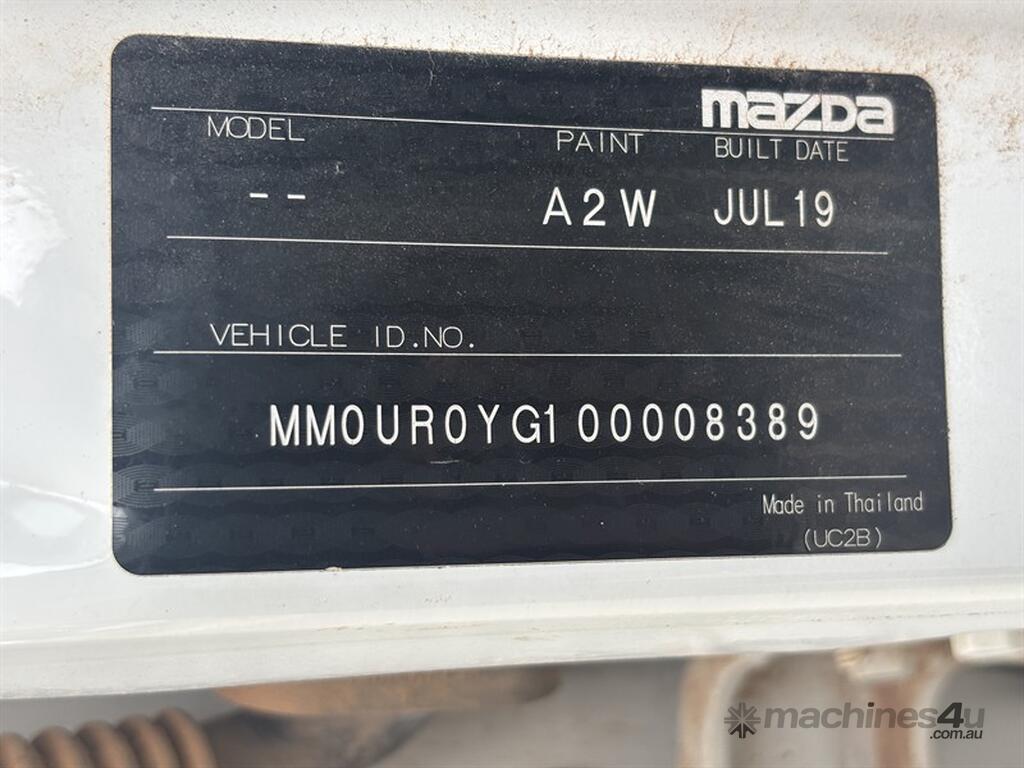 mazda
MODEL PAINT BUILT DATE
-- A2W JUL19
VEHICLE ID.NO.
MM0UR0YG100008389
Made in Thailand
(UC2B)
machines4u
.com.au